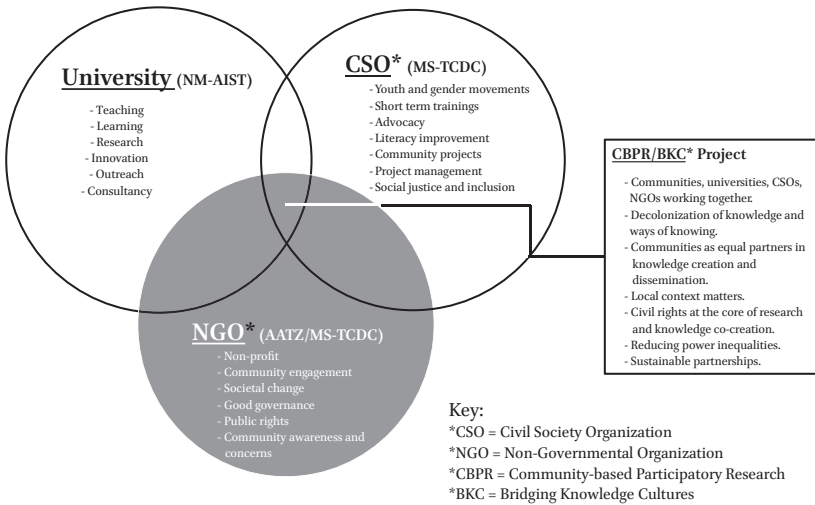 University (NM-AIST)
- Teaching
- Learning
- Research
- Innovation
- Outreach
- Consultancy
CSO* (MS-TCDC)
- Youth and gender movements
- Short term trainings
- Advocacy
- Literacy improvement
- Community projects
- Project management
- Social justice and inclusion
NGO* (AATZ/MS-TCDC)
- Non-profit
- Community engagement
- Societal change
- Good governance
- Public rights
- Community awareness and
concerns
CBPR/BKC* Project
- Communities, universities, CSOs,
NGOs working together.
- Decolonization of knowledge and
ways of knowing.
- Communities as equal partners in
knowledge creation and
dissemination.
- Local context matters.
- Civil rights at the core of research
and knowledge co-creation.
- Reducing power inequalities.
- Sustainable partnerships.
Key:
*CSO = Civil Society Organization
*NGO = Non-Governmental Organization
*CBPR = Community-based Participatory Research
*BKC = Bridging Knowledge Cultures